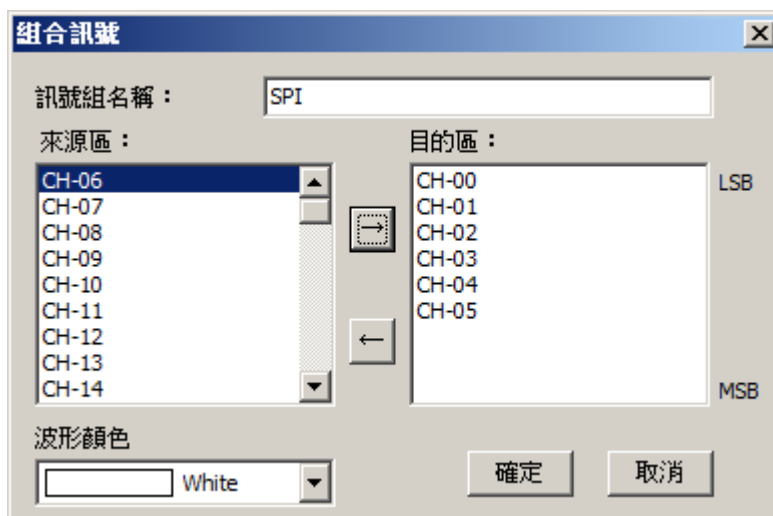 組合訊號
訊號組名稱： SPI
來源區：
CH-06
CH-07
CH-08
CH-09
CH-10
CH-11
CH-12
CH-13
CH-14
→
←
目的區：
CH-00
CH-01
CH-02
CH-03
CH-04
CH-05
LSB
MSB
波形顏色
White
確定
取消